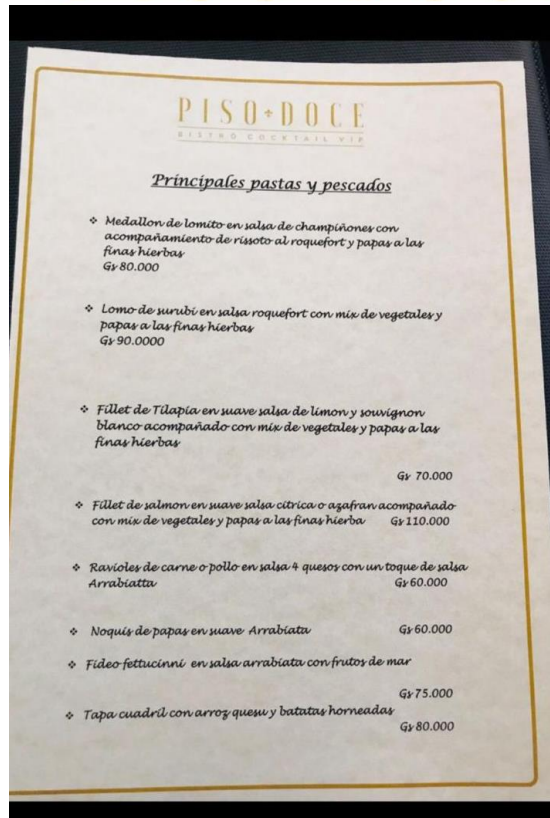 PISO DOCE
BISTRO COCKTAIL VIP
Principales pastas y pescados
❖ Medallon de lomito en salsa de champiñones con
acompañamiento de rissoto al roquefort y papas a las
finas hierbas
Gs 80.000
❖ Lomo de surubi en salsa roquefort con mix de vegetales y
papas a las finas hierbas
Gs 90.0000
❖ Fillet de Tilapia en suave salsa de limon y souvignon
blanco acompañado con mix de vegetales y papas a las
finas hierbas
Gs 70.000
❖ Fillet de salmon en suave salsa citrica o azafran acompañado
con mix de vegetales y papas a las finas hierba Gs 110.000
❖ Ravioles de carne o pollo en salsa 4 quesos con un toque de salsa
Arrabiatta Gs 60.000
❖ Ñoquis de papas en suave Arrabiata Gs 60.000
❖ Fideo fettucinni en salsa arrabiata con frutos de mar
Gs 75.000
❖ Tapa cuadril con arroz quesu y batatas horneadas
Gs 80.000